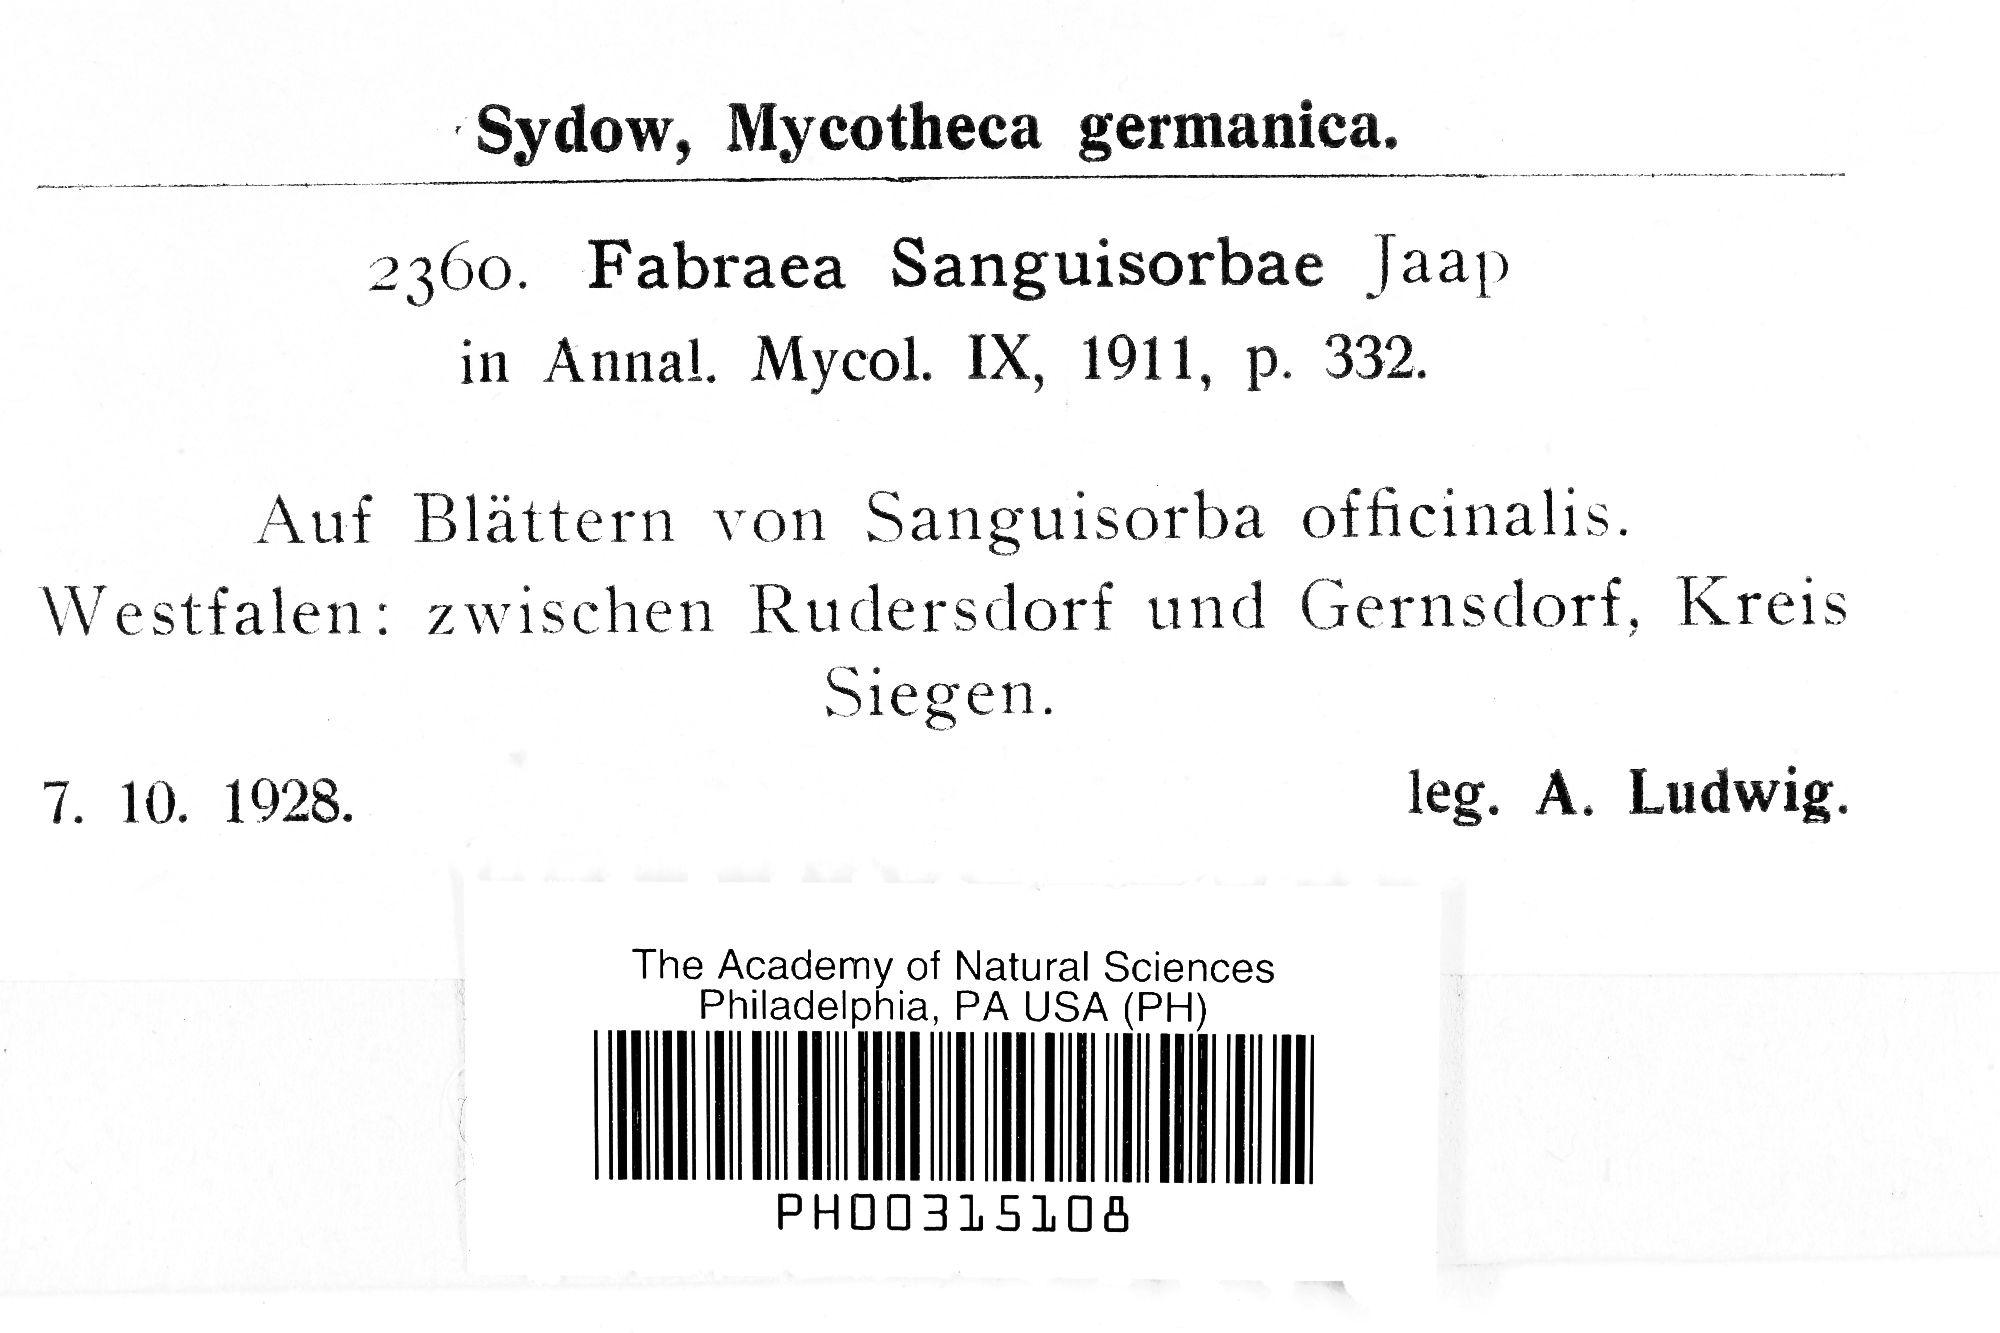 Sydow, Mycotheca germanica.
2360. Fabraea Sanguisorbae Jaap
in Annal. Mycol. IX, 1911, p. 332.
Auf Blättern von Sanguisorba officinalis.
Westfalen: zwischen Rudersdorf und Gernsdorf, Kreis
Siegen.
7. 10. 1928. leg. A. Ludwig.
The Academy of Natural Sciences
Philadelphia, PA USA (PH)
PH00315108